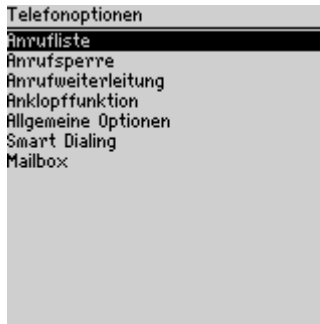 Telefonoptionen
Anrufliste
Anrufsperre
Anrufweiterleitung
Anklopffunktion
Allgemeine Optionen
Smart Dialing
Mailbox